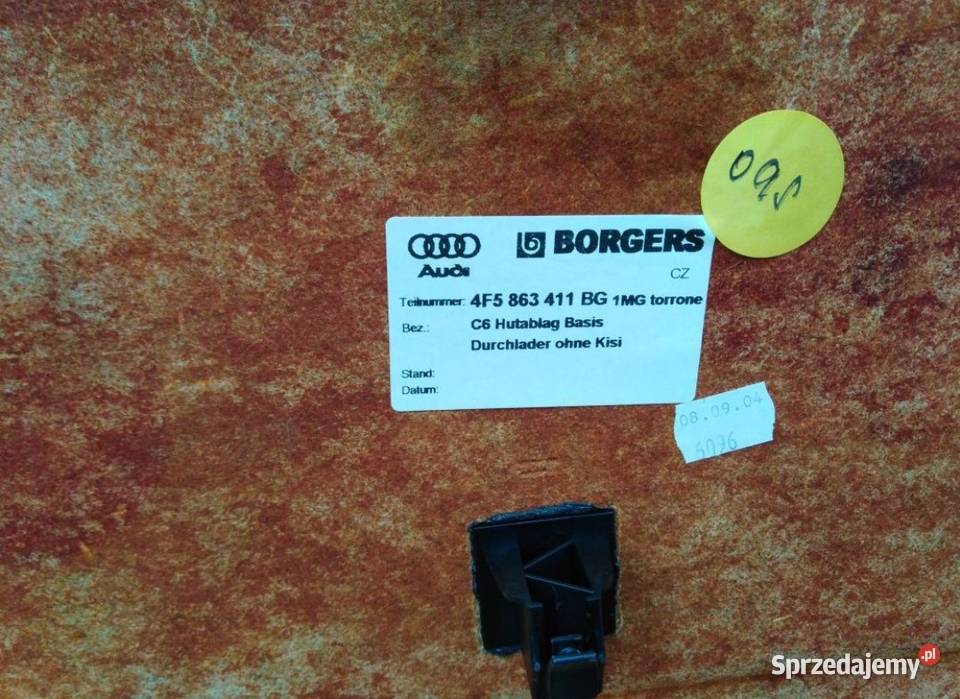 Audi
BORGERS
CZ
Teilnummer: 4F5 863 411 BG 1MG torrone
Bez.: C6 Hutablag Basis
Durchlader ohne Kisi
Stand:
Datum:
08.09.04
Sprzedajemy.pl